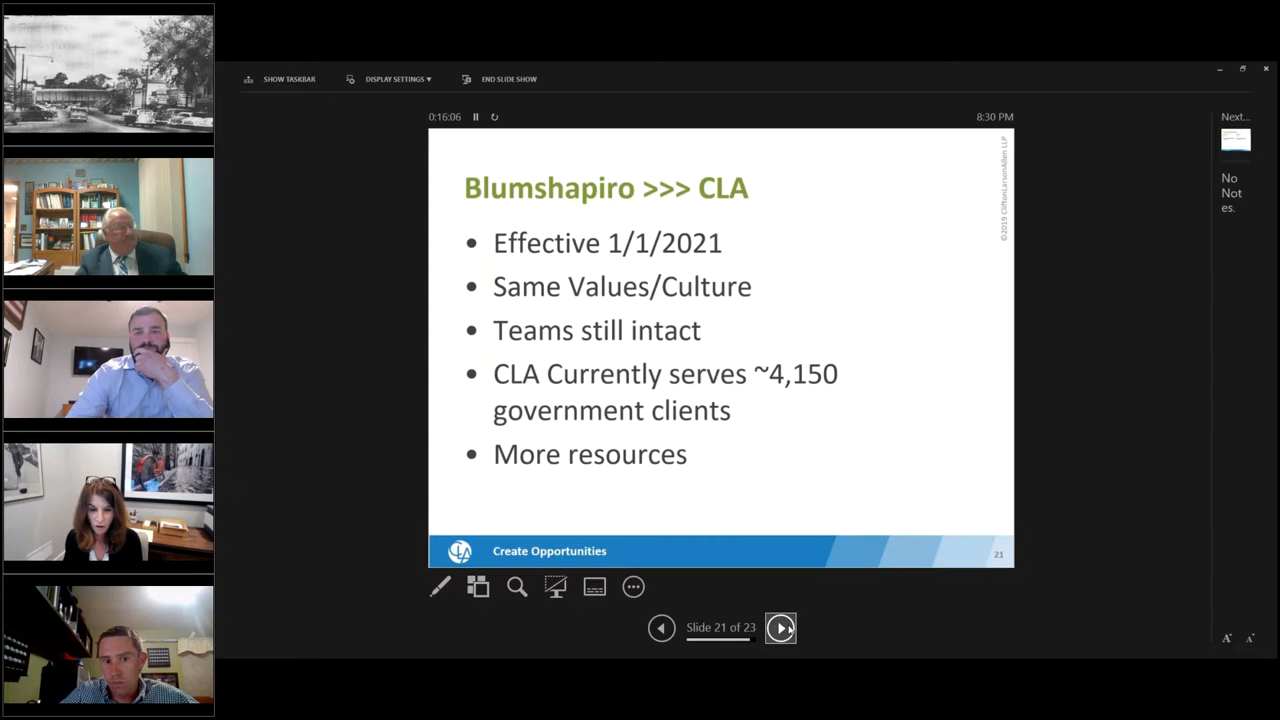 SHOW TASKBAR
DISPLAY SETTINGS ▼
END SLIDE SHOW
0:16:06
8:30 PM
Next...
Blumshapiro >>> CLA
• Effective 1/1/2021
• Same Values/Culture
• Teams still intact
• CLA Currently serves ~4,150
government clients
• More resources
©2019 CliftonLarsonAllen LLP
CLA
Create Opportunities
21
No
Not
es.
Slide 21 of 23
A
A